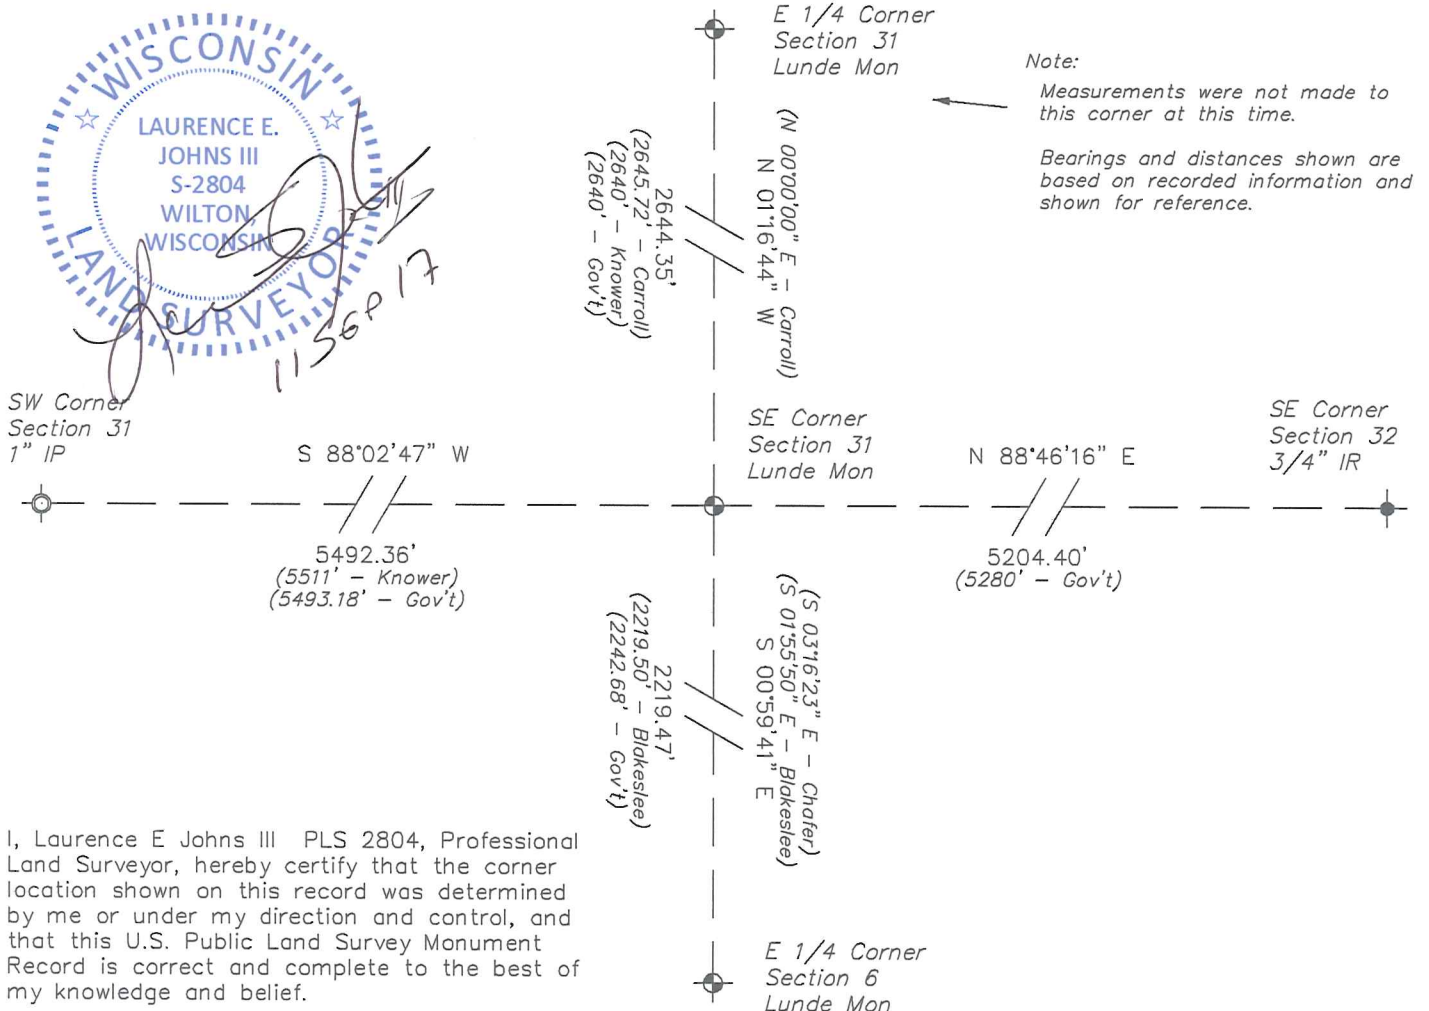 WISCONSIN
LAURENCE E.
JOHNS III
S-2804
WILTON,
WISCONSIN
LAND SURVEYOR
11 SEP 17
E 1/4 Corner
Section 31
Lunde Mon
Note:
Measurements were not made to
this corner at this time.
Bearings and distances shown are
based on recorded information and
shown for reference.
(N 00°00'00" E – Carroll)
N 01°16'44" W
2644.35'
(2645.72' – Carroll)
(2640' – Knower)
(2640' – Gov't)
SW Corner
Section 31
1" IP
S 88°02'47" W
5492.36'
(5511' – Knower)
(5493.18' – Gov't)
SE Corner
Section 31
Lunde Mon
N 88°46'16" E
5204.40'
(5280' – Gov't)
SE Corner
Section 32
3/4" IR
(S 03°16'23" E – Chafer)
(S 01°55'50" E – Blakeslee)
S 00°59'41" E
2219.47'
(2219.50' – Blakeslee)
(2242.68' – Gov't)
I, Laurence E Johns III PLS 2804, Professional
Land Surveyor, hereby certify that the corner
location shown on this record was determined
by me or under my direction and control, and
that this U.S. Public Land Survey Monument
Record is correct and complete to the best of
my knowledge and belief.
E 1/4 Corner
Section 6
Lunde Mon